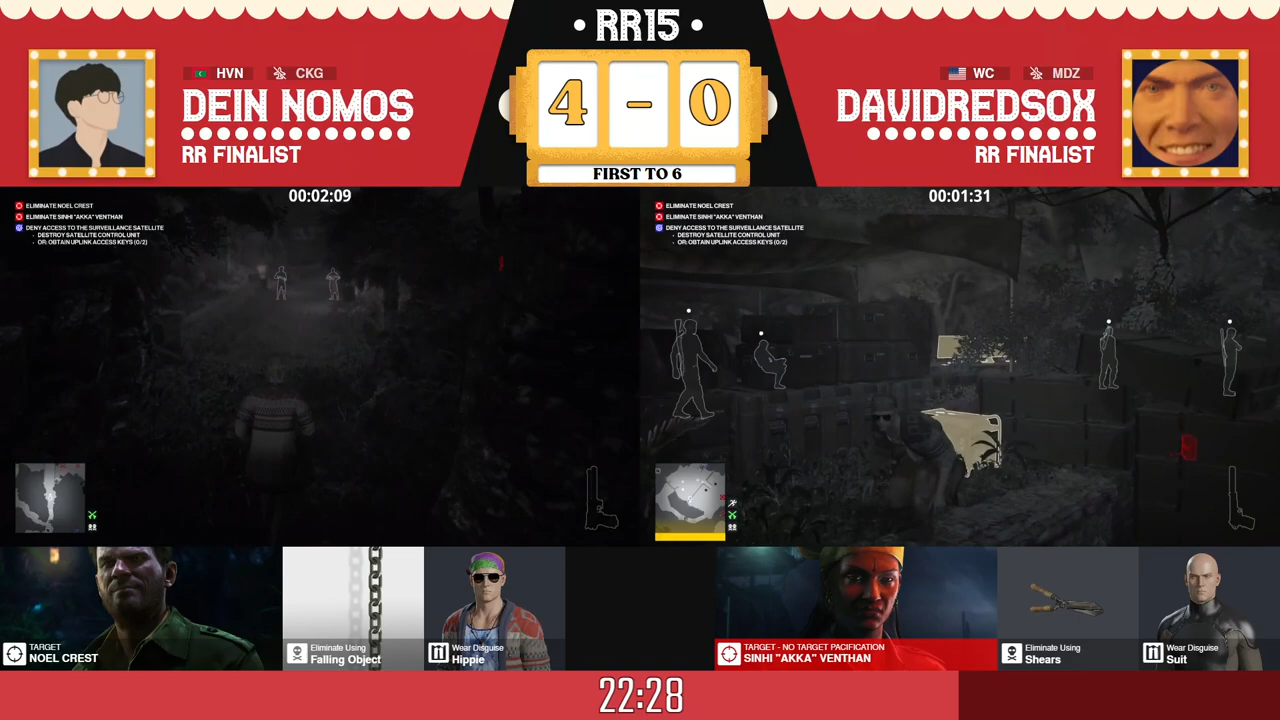 • RR15 •
HVN
CKG
DEIN NOMOS
RR FINALIST
4 - 0
FIRST TO 6
WC
MDZ
DAVIDREDSOX
RR FINALIST
00:02:09
ELIMINATE NOEL CREST
ELIMINATE SINHI "AKKA" VENTHAN
DENY ACCESS TO THE SURVEILLANCE SATELLITE
- DESTROY SATELLITE CONTROL UNIT
- OR: OBTAIN UPLINK ACCESS KEYS (0/2)
00:01:31
ELIMINATE NOEL CREST
ELIMINATE SINHI "AKKA" VENTHAN
DENY ACCESS TO THE SURVEILLANCE SATELLITE
- DESTROY SATELLITE CONTROL UNIT
- OR: OBTAIN UPLINK ACCESS KEYS (0/2)
TARGET
NOEL CREST
Eliminate Using
Falling Object
Wear Disguise
Hippie
TARGET - NO TARGET PACIFICATION
SINHI "AKKA" VENTHAN
Eliminate Using
Shears
Wear Disguise
Suit
22:28